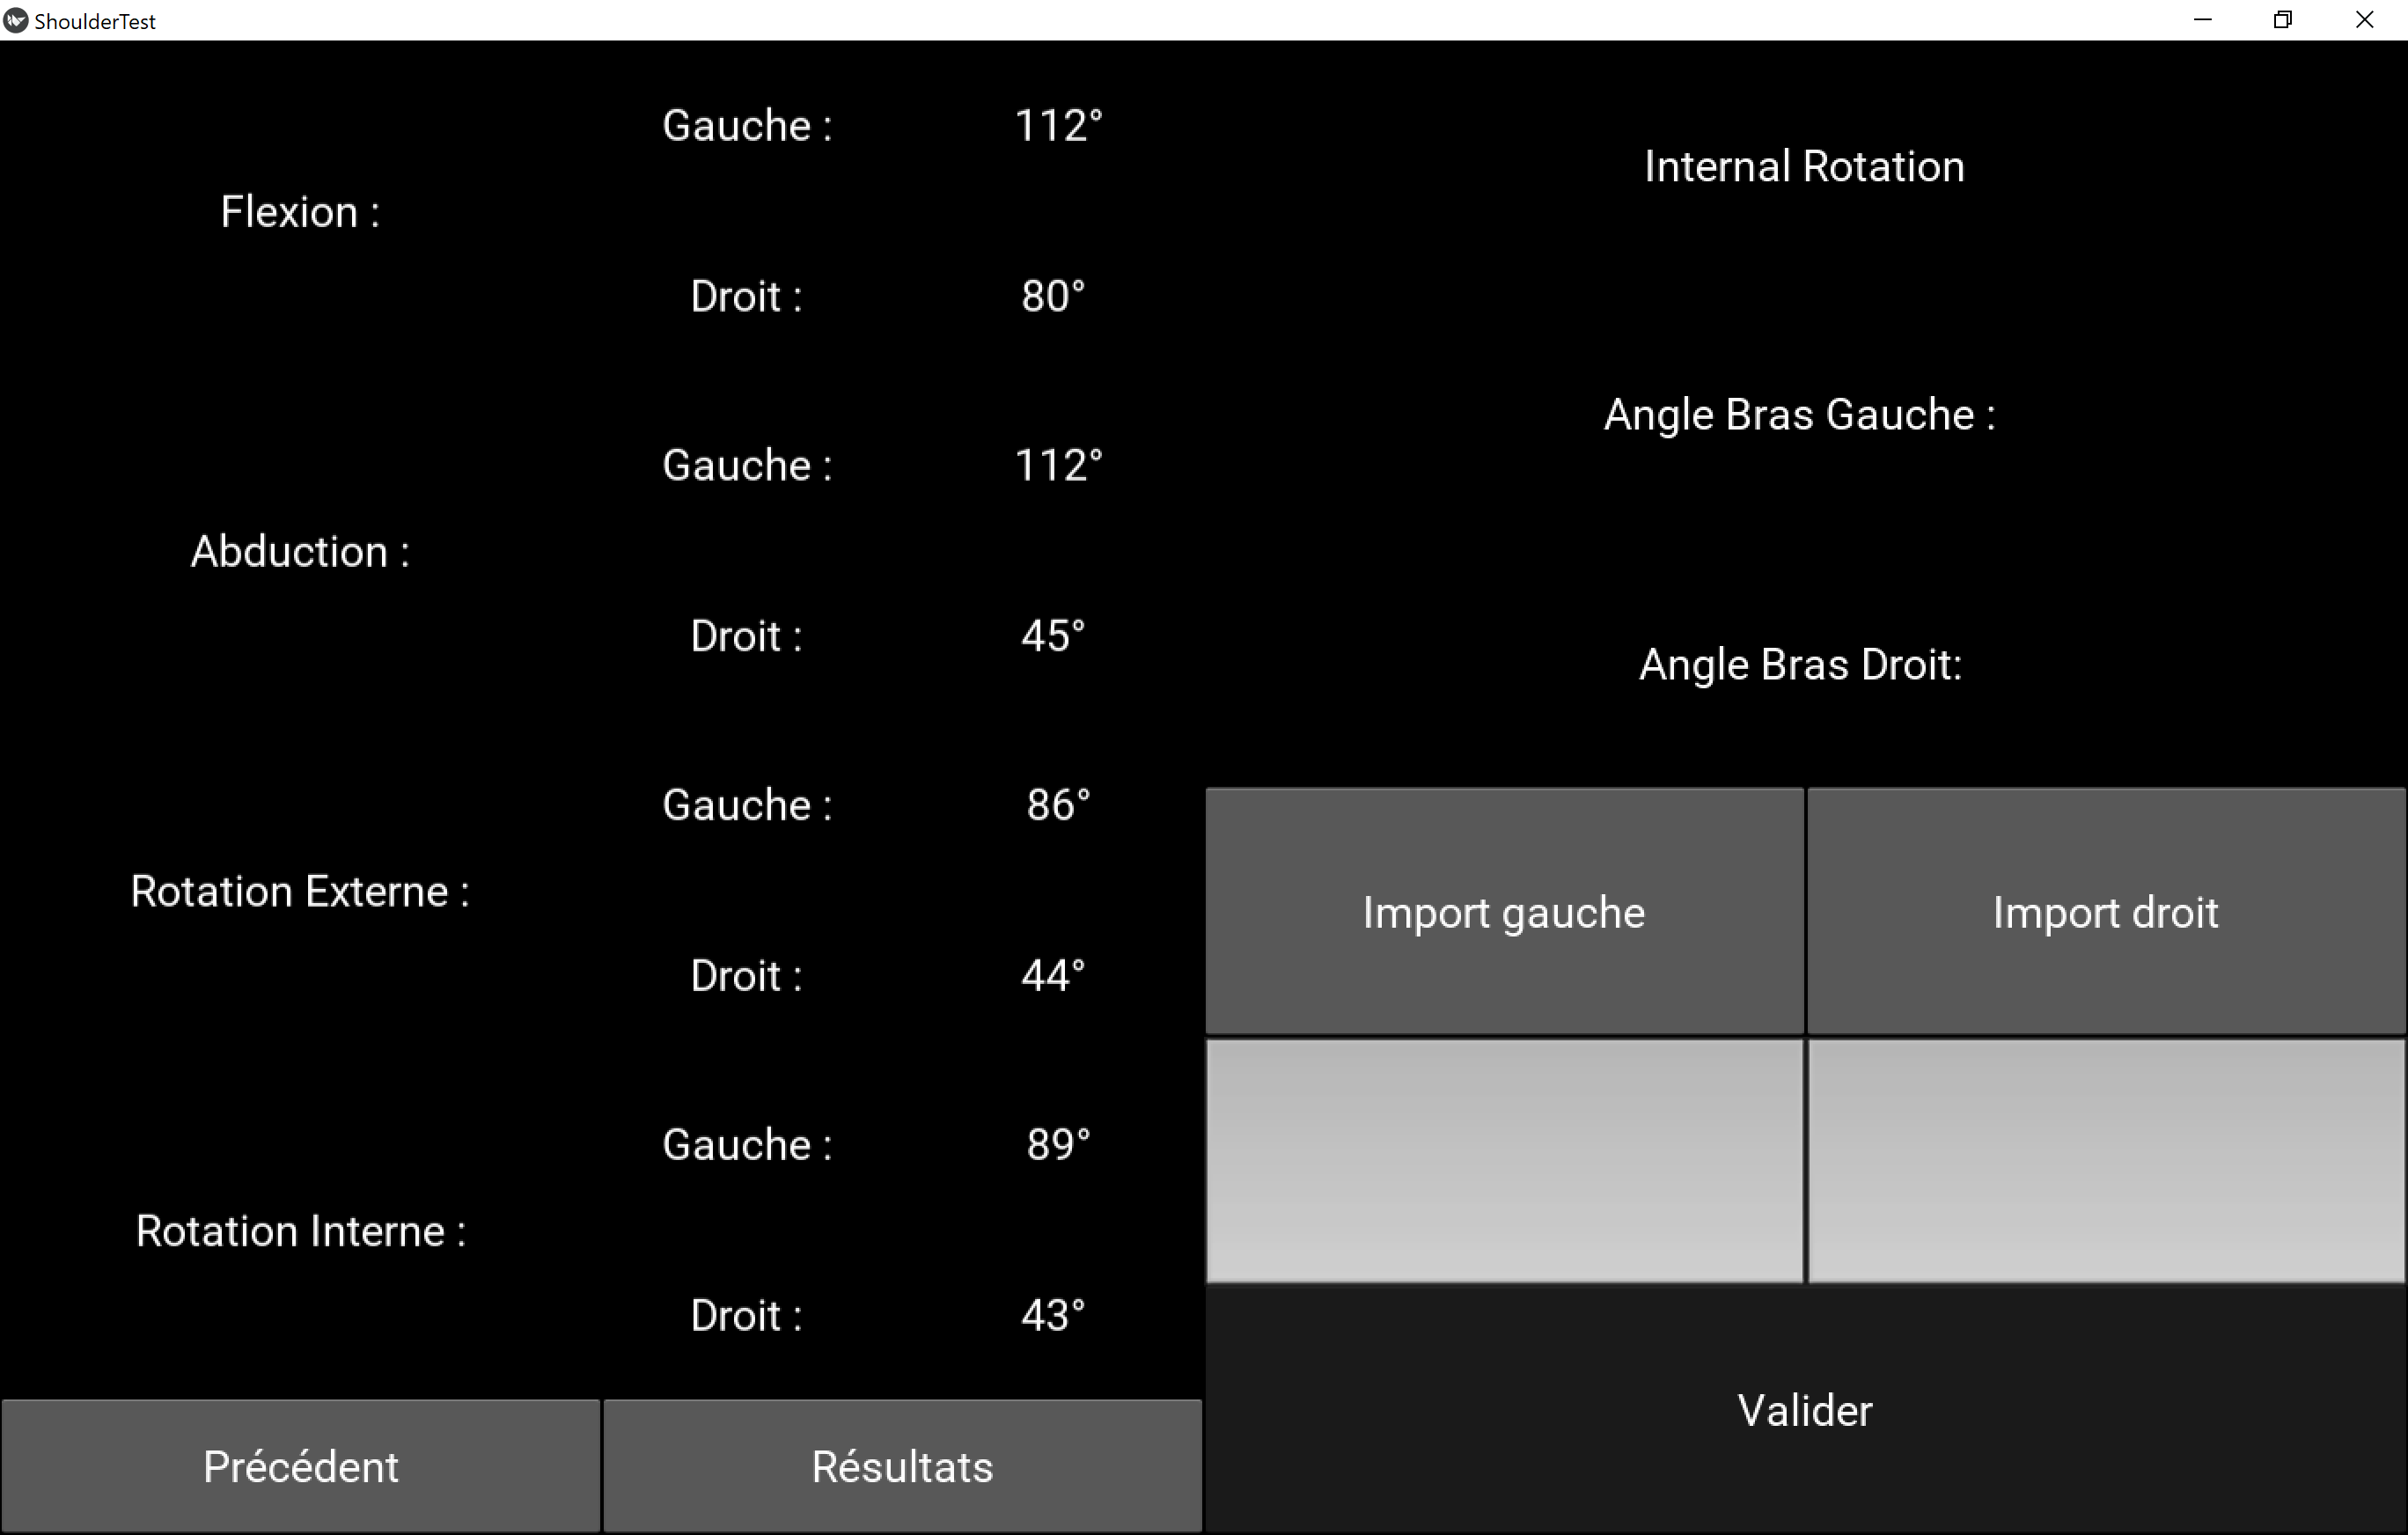 ShoulderTest
Flexion :
Gauche : 112°
Droit : 80°
Abduction :
Gauche : 112°
Droit : 45°
Rotation Externe :
Gauche : 86°
Droit : 44°
Rotation Interne :
Gauche : 89°
Droit : 43°
Précédent
Résultats
Internal Rotation
Angle Bras Gauche :
Angle Bras Droit:
Import gauche
Import droit
Valider